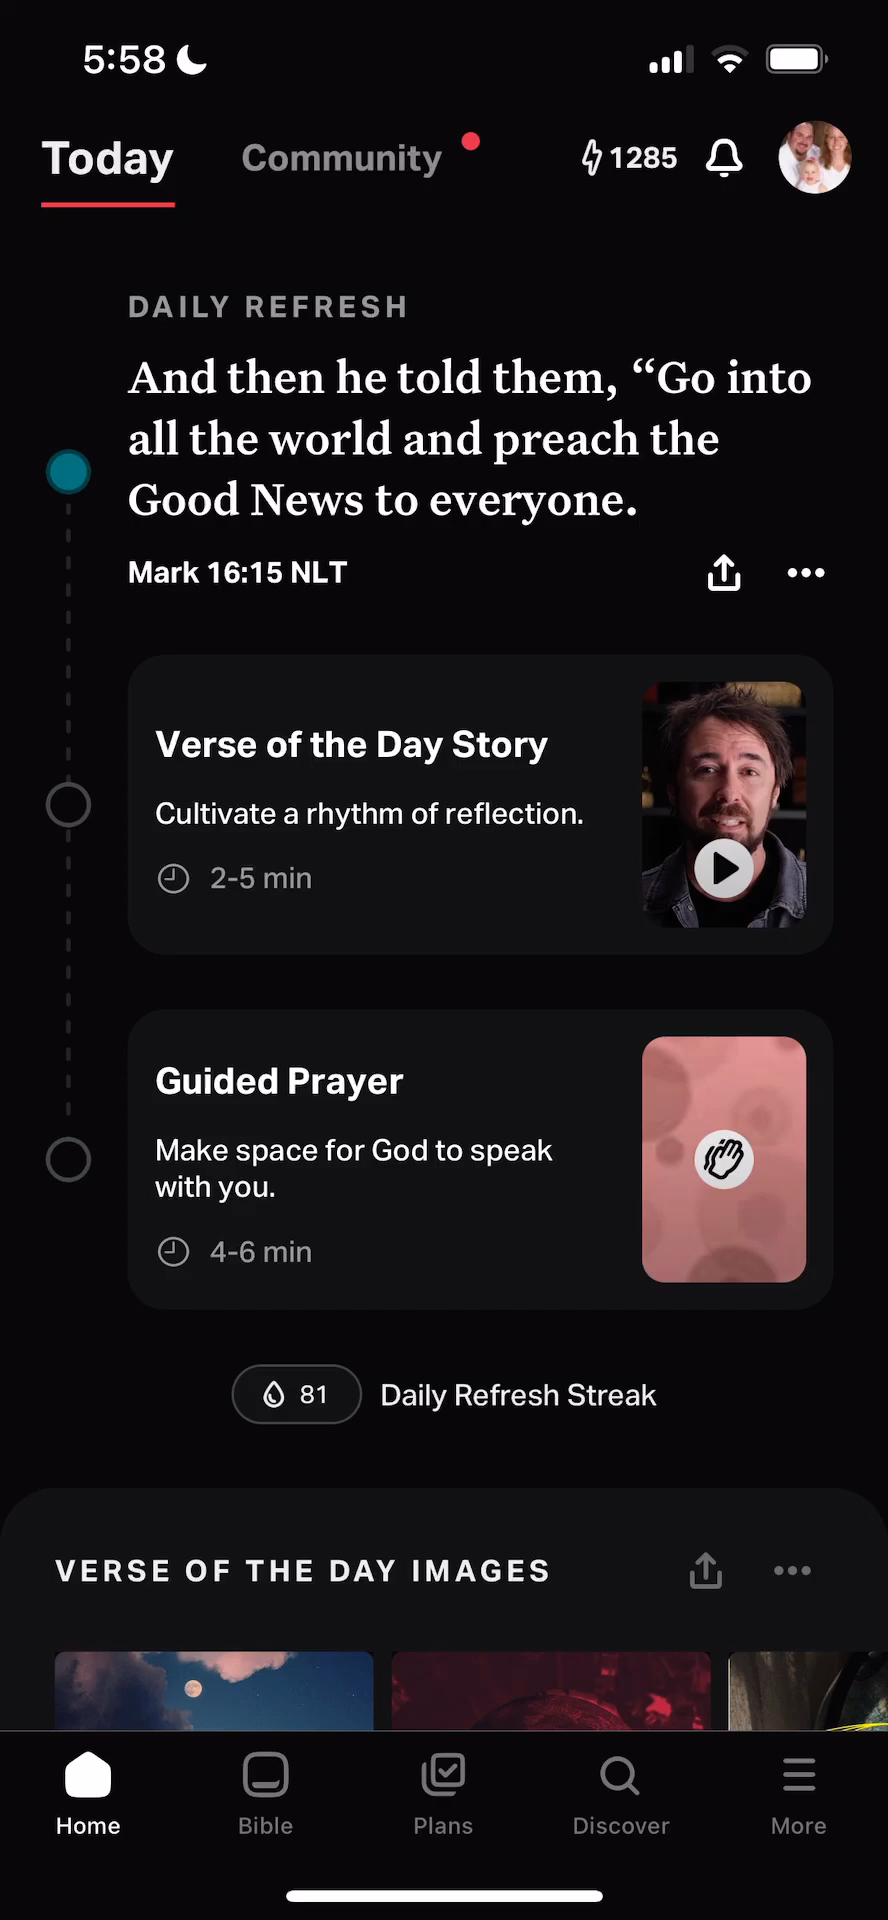 5:58
Today
Community
1285
DAILY REFRESH
And then he told them, “Go into
all the world and preach the
Good News to everyone.
Mark 16:15 NLT
Verse of the Day Story
Cultivate a rhythm of reflection.
2-5 min
Guided Prayer
Make space for God to speak
with you.
4-6 min
81 Daily Refresh Streak
VERSE OF THE DAY IMAGES
Home Bible Plans Discover More